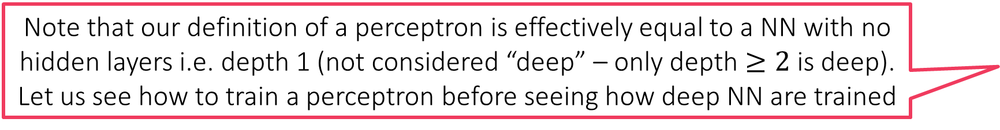 Note that our definition of a perceptron is effectively equal to a NN with no
hidden layers i.e. depth 1 (not considered “deep” – only depth ≥ 2 is deep).
Let us see how to train a perceptron before seeing how deep NN are trained